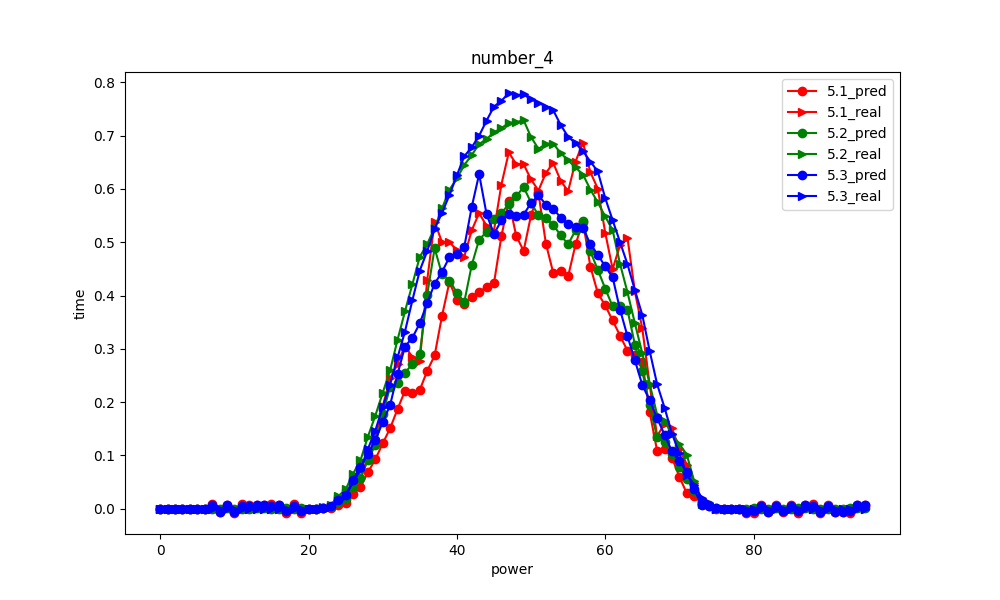 number_4
5.1_pred
5.1_real
5.2_pred
5.2_real
5.3_pred
5.3_real
time
0.8
0.7
0.6
0.5
0.4
0.3
0.2
0.1
0.0
0 20 40 60 80
power